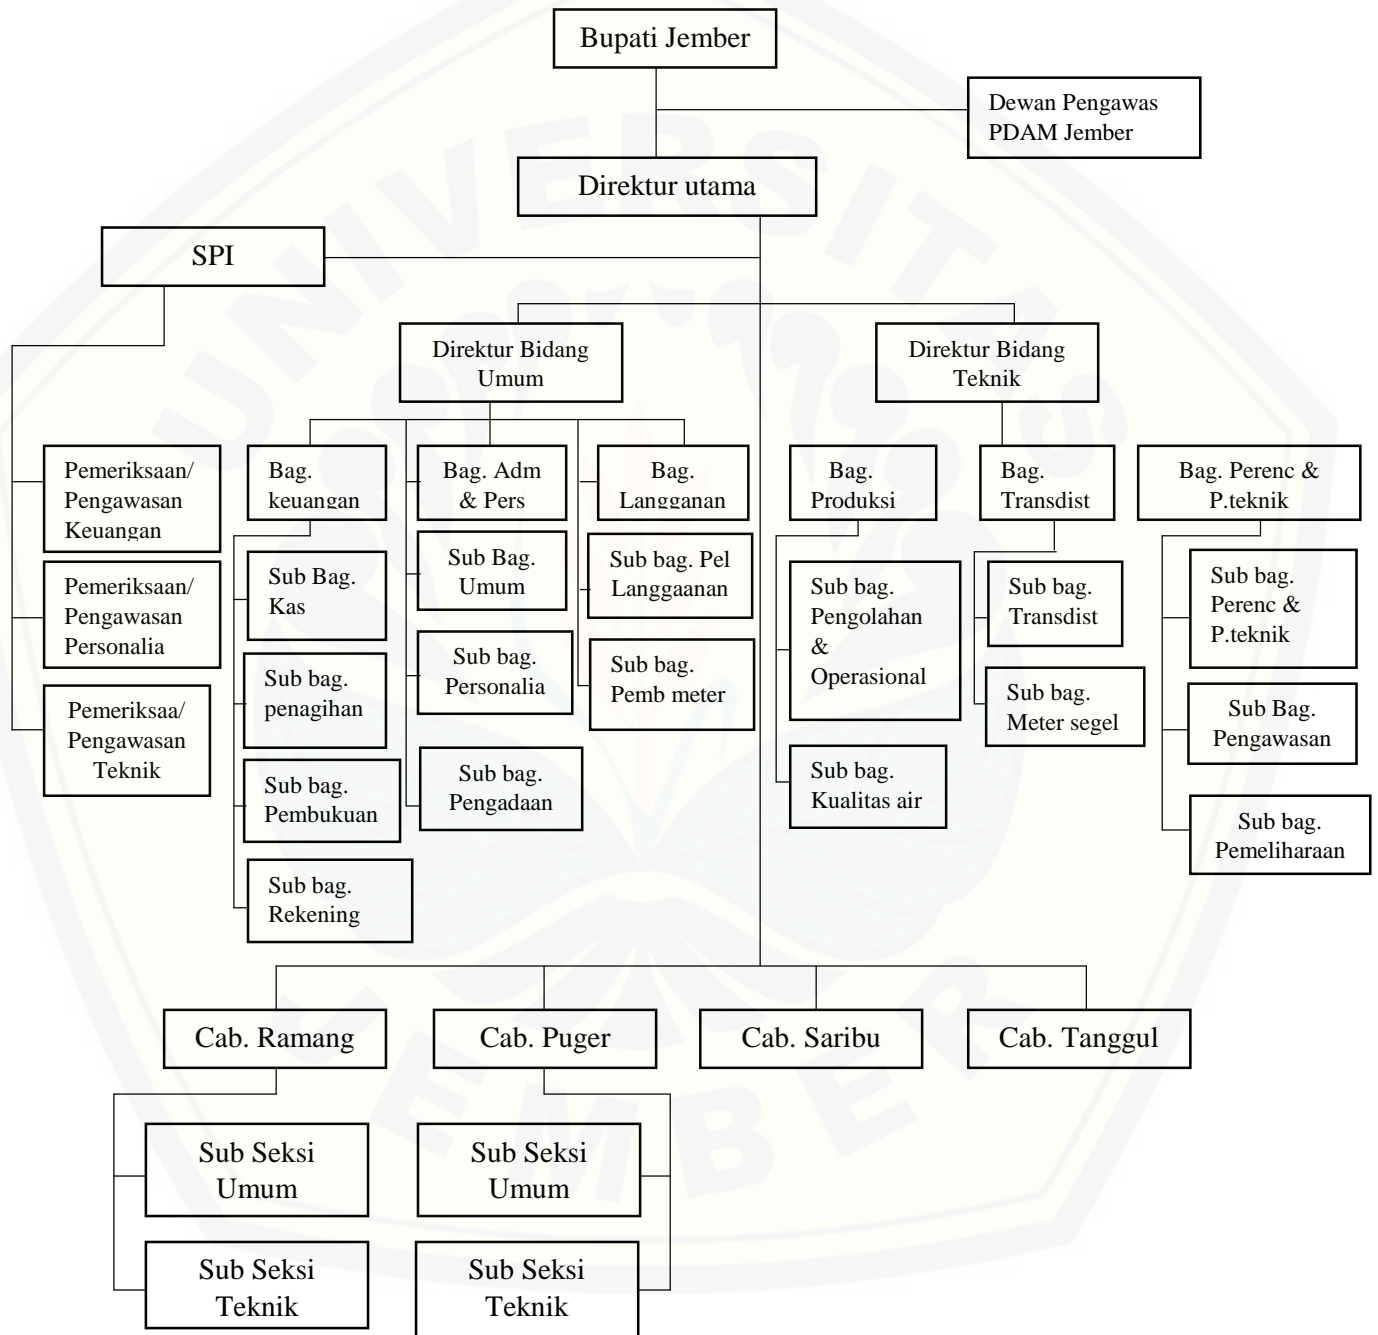 Bupati Jember
Dewan Pengawas
PDAM Jember
Direktur utama
SPI
Direktur Bidang
Umum
Direktur Bidang
Teknik
Pemeriksaan/
Pengawasan
Keuangan
Bag.
keuangan
Bag. Adm
& Pers
Bag.
Langganan
Bag.
Produksi
Bag.
Transdist
Bag. Perenc &
P.teknik
Pemeriksaan/
Pengawasan
Personalia
Sub Bag.
Kas
Sub Bag.
Umum
Sub bag. Pel
Langgaanan
Sub bag.
Pengolahan
&
Operasional
Sub bag.
Transdist
Sub bag.
Perenc &
P.teknik
Pemeriksaa/
Pengawasan
Teknik
Sub bag.
penagihan
Sub bag.
Personalia
Sub bag.
Pemb meter
Sub bag.
Meter segel
Sub Bag.
Pengawasan
Sub bag.
Pembukuan
Sub bag.
Pengadaan
Sub bag.
Kualitas air
Sub bag.
Pemeliharaan
Sub bag.
Rekening
Cab. Ramang
Cab. Puger
Cab. Saribu
Cab. Tanggul
Sub Seksi
Umum
Sub Seksi
Umum
Sub Seksi
Teknik
Sub Seksi
Teknik
UNIVERSITAS
JEMBER